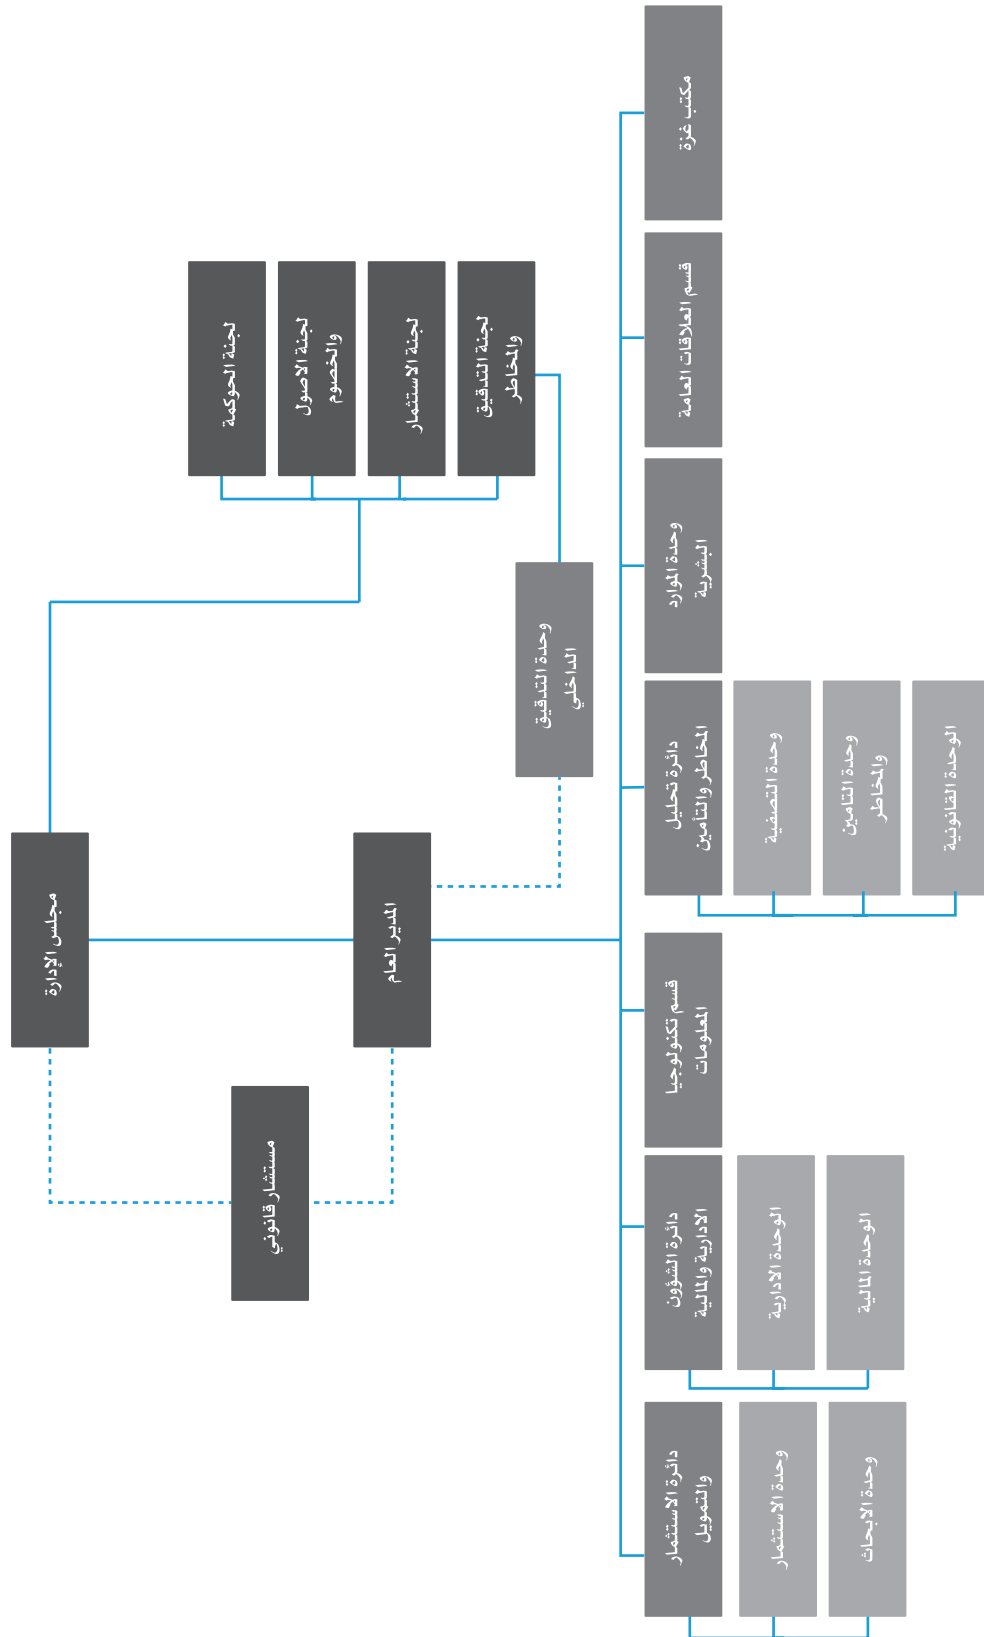 مجلس الإدارة
مستشار قانوني
المدير العام
لجنة الحوكمة
لجنة الاصول
والخصوم
لجنة الاستثمار
لجنة التدقيق
والمخاطر
وحدة التدقيق
الداخلي
مكتب غزة
قسم العلاقات العامة
وحدة الموارد
البشرية
دائرة تحليل
المخاطر والتأمين
وحدة التصفية
وحدة التامين
والمخاطر
الوحدة القانونية
قسم تكنولوجيا
المعلومات
دائرة الشؤون
الادارية والمالية
الوحدة الادارية
الوحدة المالية
دائرة الاستثمار
والتمويل
وحدة الاستثمار
وحدة الابحاث